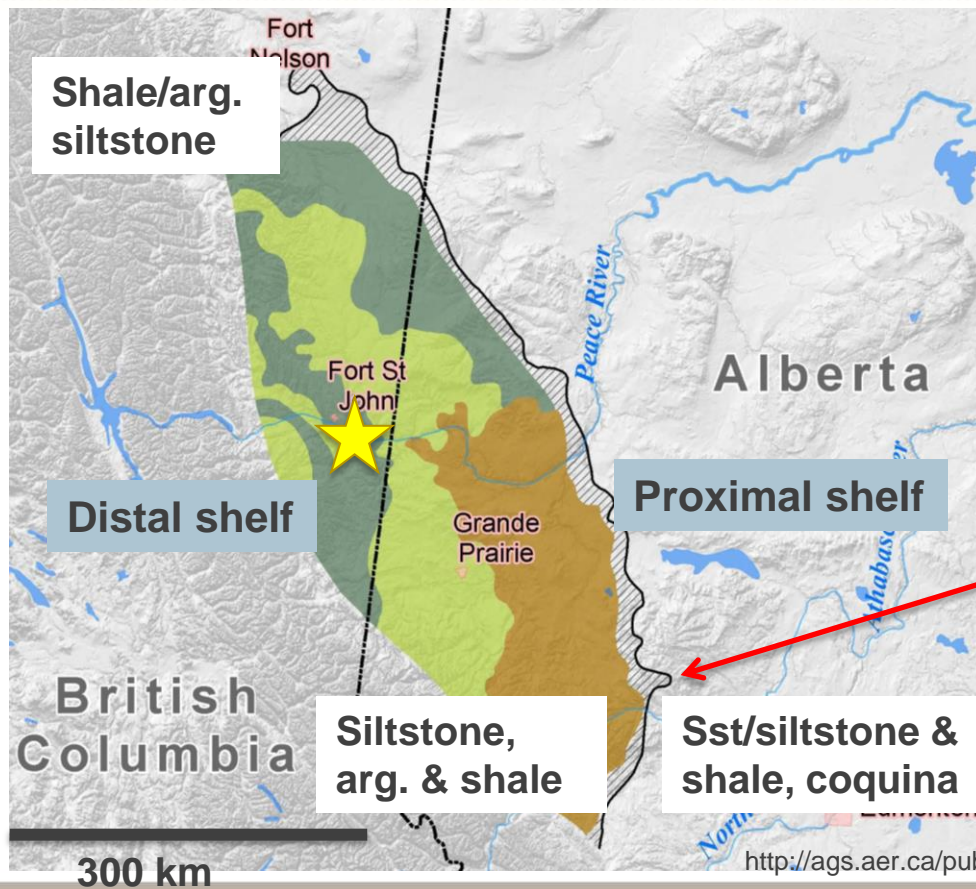 Fort
Nelson
Shale/arg.
siltstone
Peace River
Alberta
Fort St
John
Distal shelf
Proximal shelf
Grande
Prairie
British
Columbia
Siltstone,
arg. & shale
Sst/siltstone &
shale, coquina
300 km
http://ags.aer.ca/pub